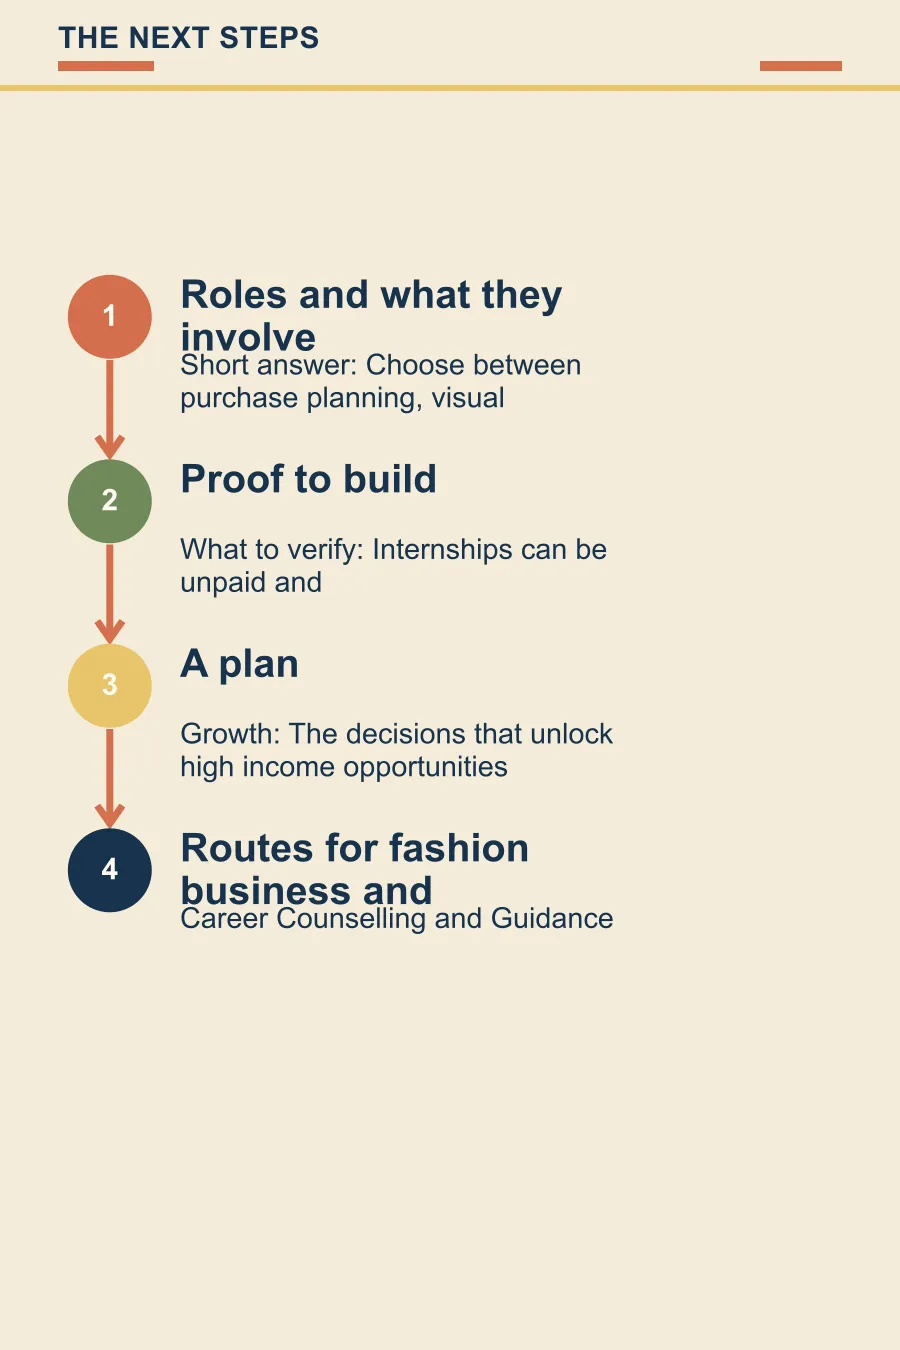 THE NEXT STEPS
1
Roles and what they
involve
Short answer: Choose between
purchase planning, visual
2
Proof to build
What to verify: Internships can be
unpaid and
3
A plan
Growth: The decisions that unlock
high income opportunities
4
Routes for fashion
business and
Career Counselling and Guidance